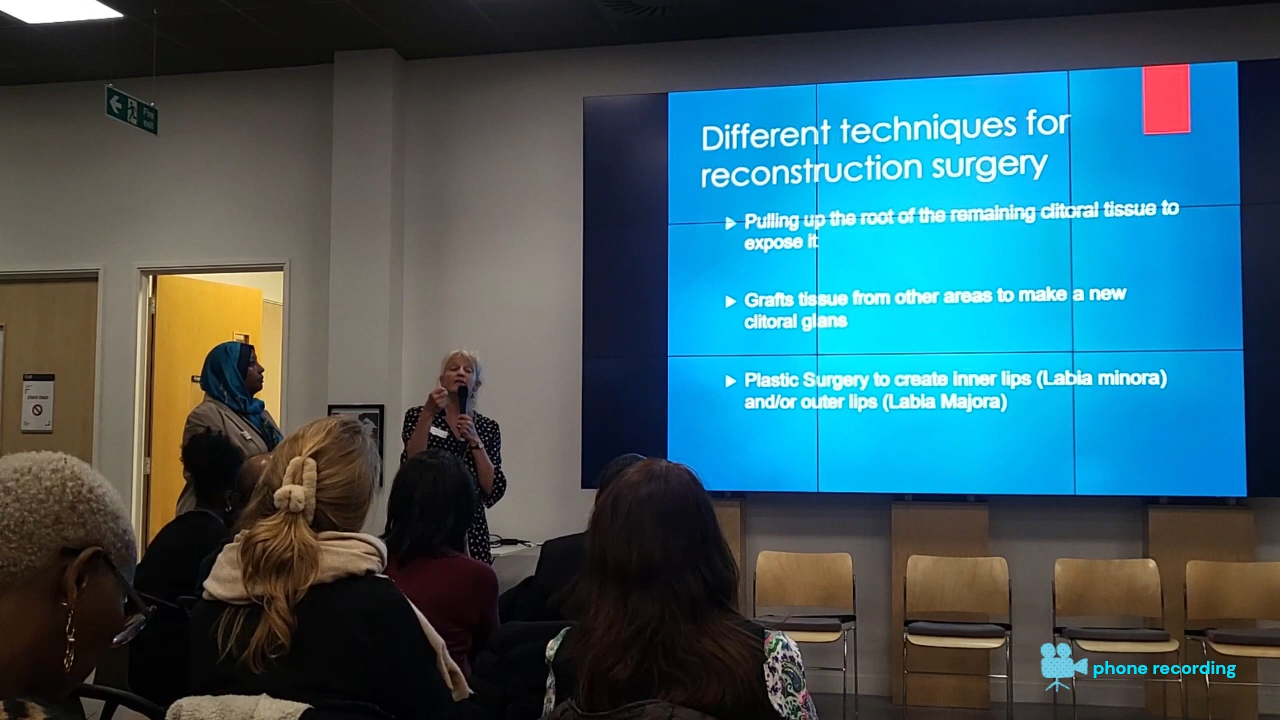 Fire
exit
Different techniques for
reconstruction surgery
Pulling up the root of the remaining clitoral tissue to
expose it
Grafts tissue from other areas to make a new
clitoral glans
Plastic Surgery to create inner lips (Labia minora)
and/or outer lips (Labia Majora)
phone recording